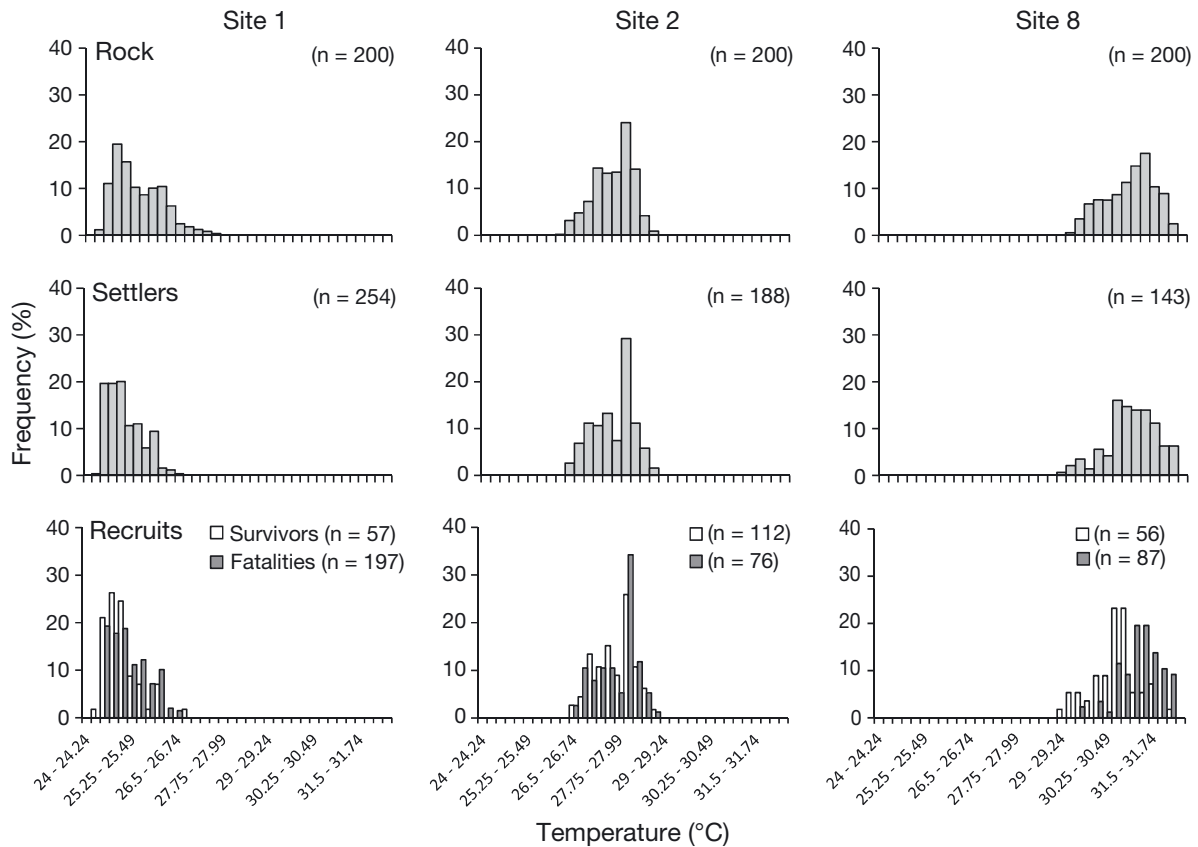 Site 1 Site 2 Site 8
Rock
(n = 200) (n = 200) (n = 200)
40 40 40
30 30 30
20 20 20
10 10 10
0 0 0
Settlers
(n = 254) (n = 188) (n = 143)
40 40 40
30 30 30
20 20 20
10 10 10
0 0 0
Frequency (%)
Recruits
Survivors (n = 57) (n = 112) (n = 56)
Fatalities (n = 197) (n = 76) (n = 87)
40 40 40
30 30 30
20 20 20
10 10 10
0 0 0
24 - 24.24 25.25 - 25.49 26.5 - 26.74 27.75 - 27.99 29 - 29.24 30.25 - 30.49 31.5 - 31.74
24 - 24.24 25.25 - 25.49 26.5 - 26.74 27.75 - 27.99 29 - 29.24 30.25 - 30.49 31.5 - 31.74
24 - 24.24 25.25 - 25.49 26.5 - 26.74 27.75 - 27.99 29 - 29.24 30.25 - 30.49 31.5 - 31.74
Temperature (°C)